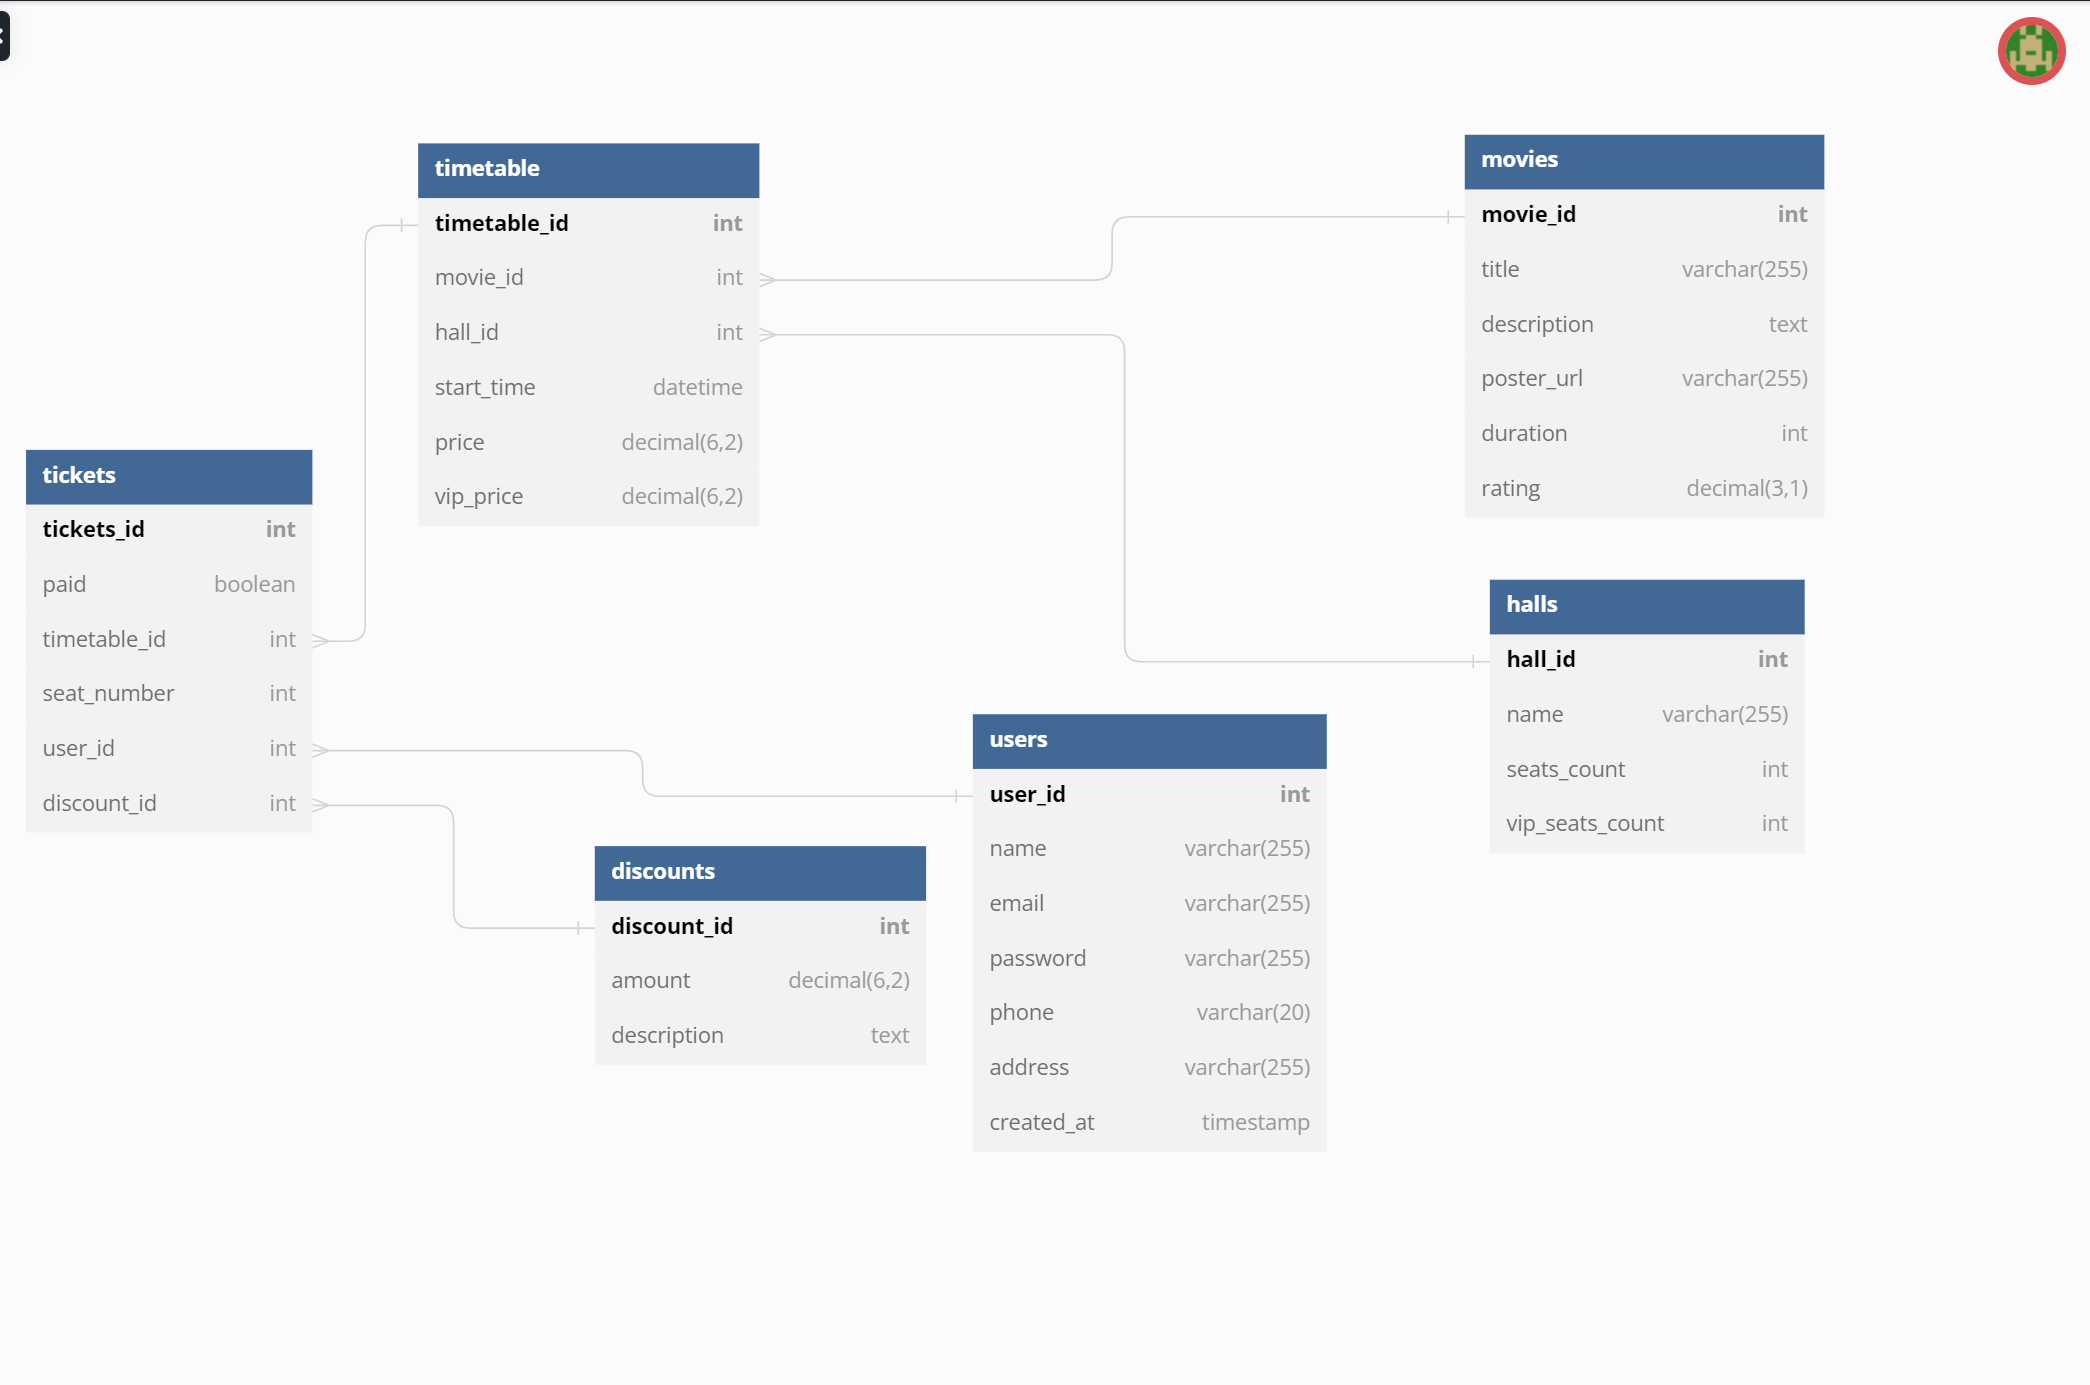 timetable
timetable_id int
movie_id int
hall_id int
start_time datetime
price decimal(6,2)
vip_price decimal(6,2)
movies
movie_id int
title varchar(255)
description text
poster_url varchar(255)
duration int
rating decimal(3,1)
tickets
tickets_id int
paid boolean
timetable_id int
seat_number int
user_id int
discount_id int
halls
hall_id int
name varchar(255)
seats_count int
vip_seats_count int
users
user_id int
name varchar(255)
email varchar(255)
password varchar(255)
phone varchar(20)
address varchar(255)
created_at timestamp
discounts
discount_id int
amount decimal(6,2)
description text